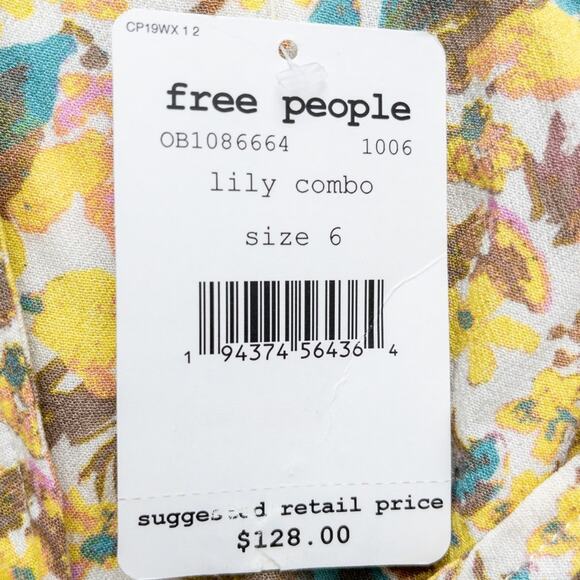 CP19WX 1 2
free people
OB1086664 1006
lily combo
size 6
1 94374 56436 4
suggested retail price
$128.00